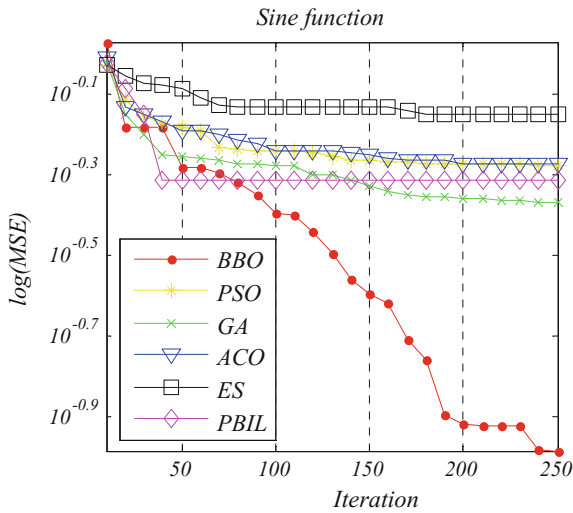 Sine function
log(MSE)
10^-0.1
10^-0.3
10^-0.5
10^-0.7
10^-0.9
BBO
PSO
GA
ACO
ES
PBIL
50 100 150 200 250
Iteration